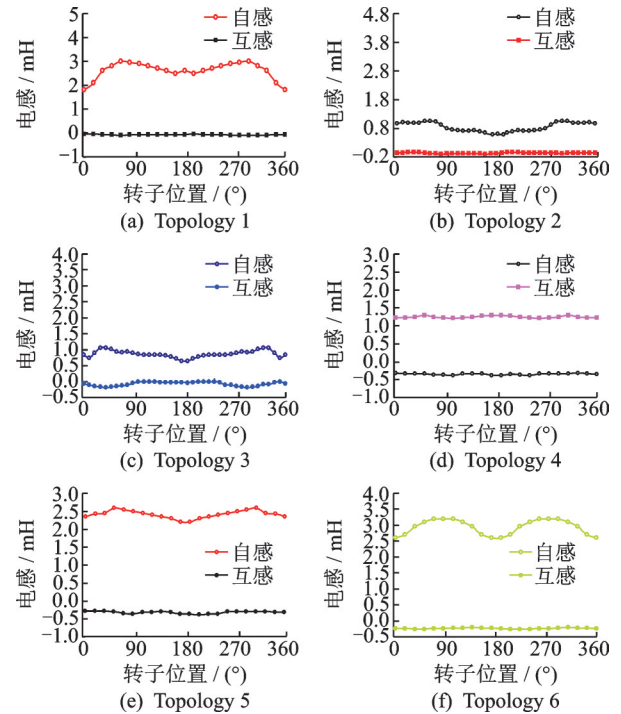 电感 / mH
5
4
3
2
1
0
−1
自感
互感
0 90 180 270 360
转子位置 / (°)
(a) Topology 1
电感 / mH
4.8
3.8
2.8
1.8
0.8
−0.2
自感
互感
0 90 180 270 360
转子位置 / (°)
(b) Topology 2
电感 / mH
4.0
3.5
3.0
2.5
2.0
1.5
1.0
0.5
0.0
−0.5
自感
互感
0 90 180 270 360
转子位置 / (°)
(c) Topology 3
电感 / mH
3.0
2.5
2.0
1.5
1.0
0.5
0.0
−0.5
−1.0
自感
互感
0 90 180 270 360
转子位置 / (°)
(d) Topology 4
电感 / mH
3.0
2.5
2.0
1.5
1.0
0.5
0.0
−0.5
−1.0
自感
互感
0 90 180 270 360
转子位置 / (°)
(e) Topology 5
电感 / mH
4.0
3.5
3.0
2.5
2.0
1.5
1.0
0.5
0.0
−0.5
自感
互感
0 90 180 270 360
转子位置 / (°)
(f) Topology 6